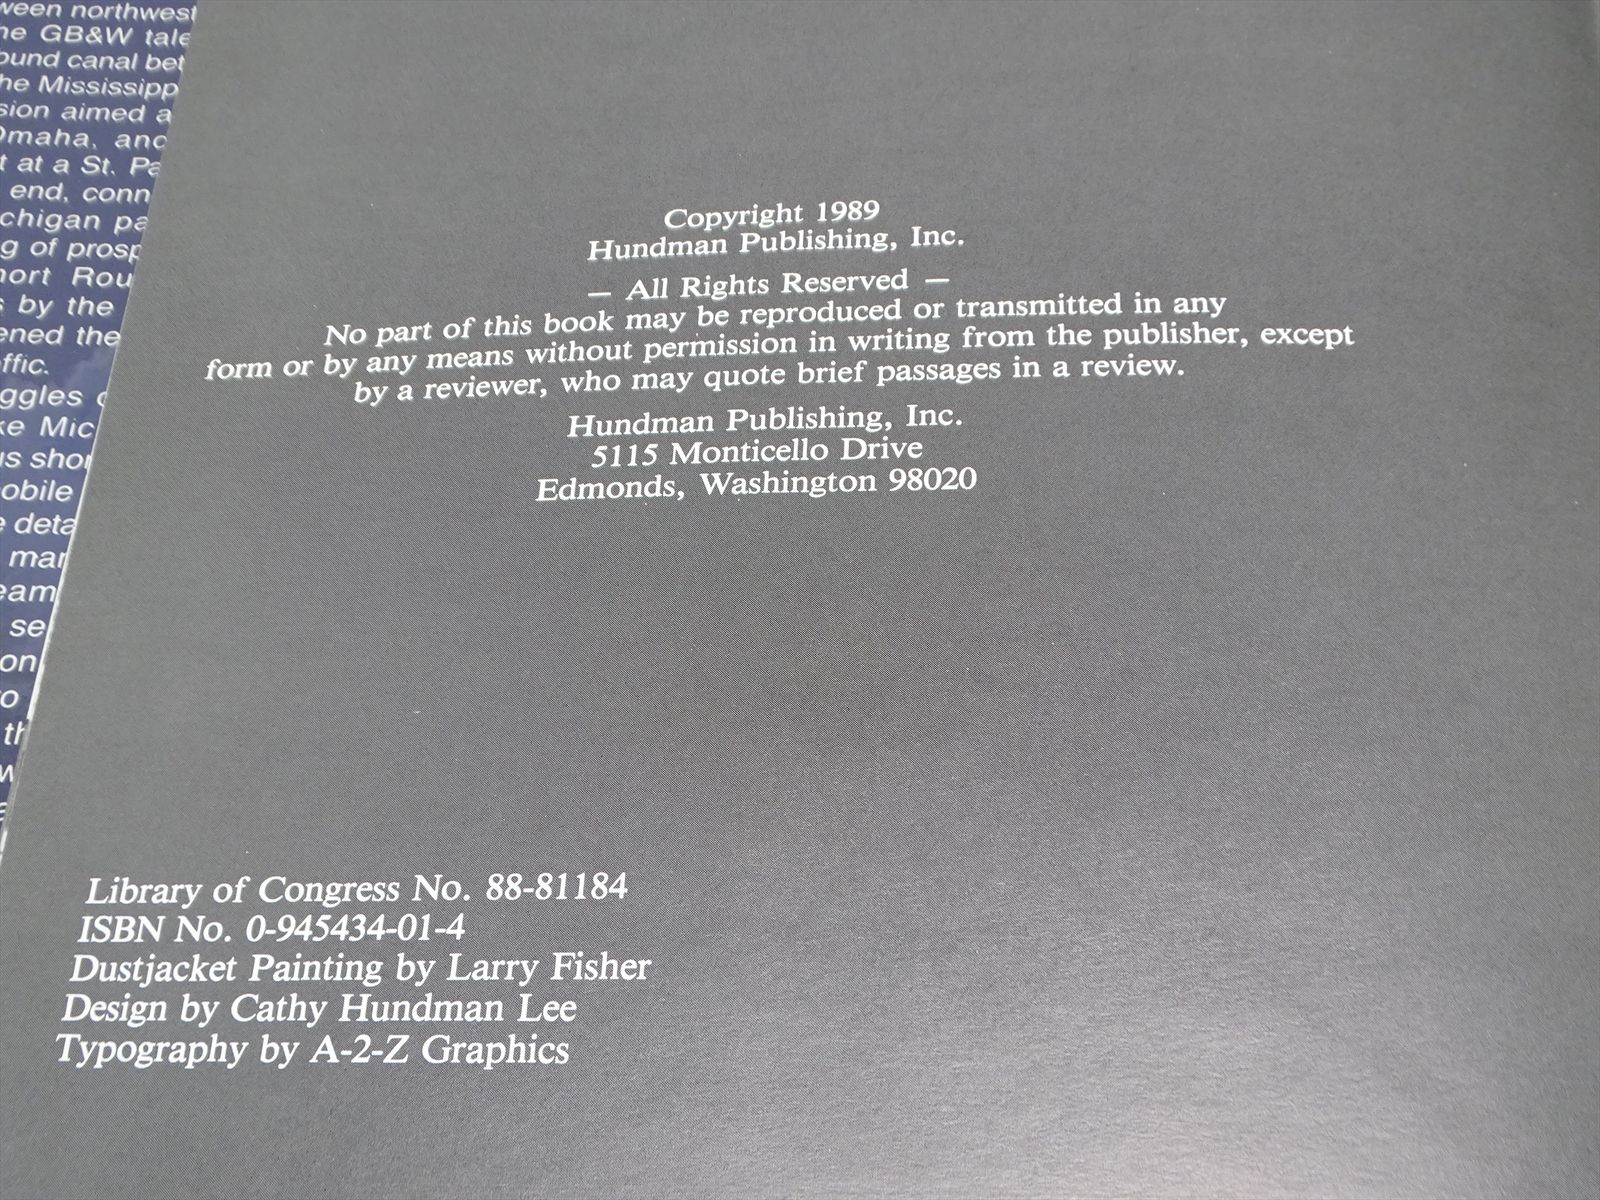 ween northwest
GB&W tale
ound canal bet
he Mississipp
sion aimed a
Omaha, and
t at a St. Pa
end, conn
chigan pa
g of prosp
hort Rou
s by the
ened the
ffic.
ggles
ke Mic
us shor
obile
e deta
mar
eam
se
on
Copyright 1989
Hundman Publishing, Inc.
— All Rights Reserved —
No part of this book may be reproduced or transmitted in any
form or by any means without permission in writing from the publisher, except
by a reviewer, who may quote brief passages in a review.
Hundman Publishing, Inc.
5115 Monticello Drive
Edmonds, Washington 98020
Library of Congress No. 88-81184
ISBN No. 0-945434-01-4
Dustjacket Painting by Larry Fisher
Design by Cathy Hundman Lee
Typography by A-2-Z Graphics